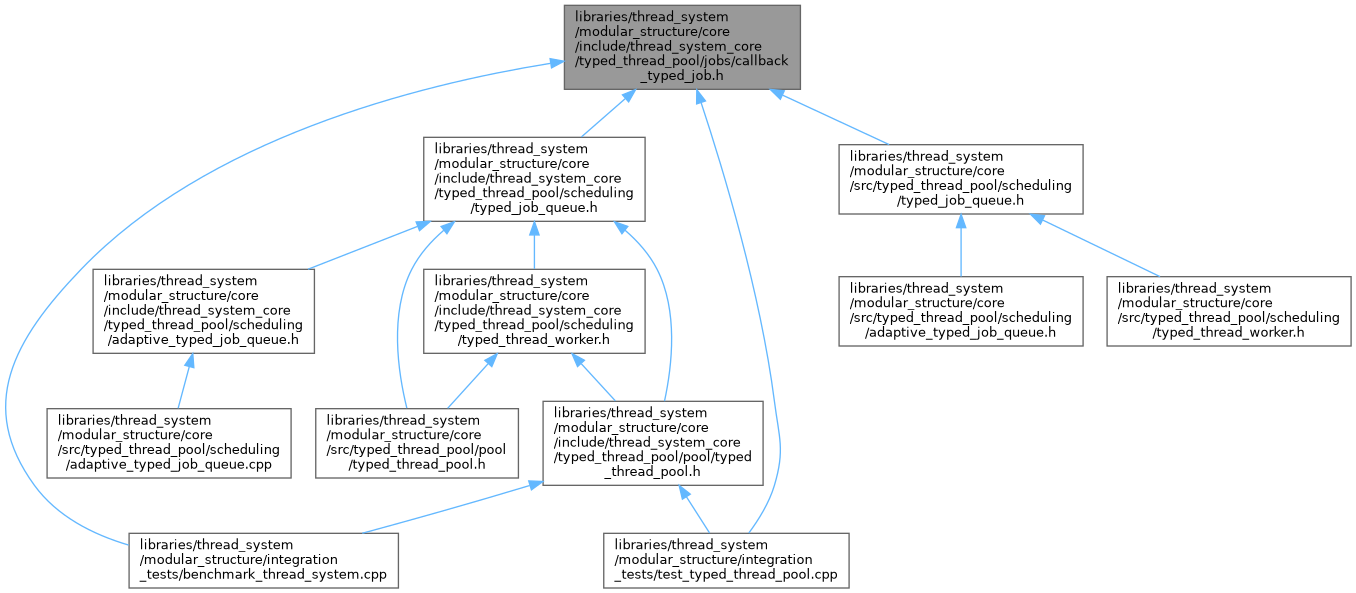 libraries/thread_system
/modular_structure/core
/include/thread_system_core
/typed_thread_pool/jobs/callback
_typed_job.h
libraries/thread_system
/modular_structure/core
/include/thread_system_core
/typed_thread_pool/scheduling
/typed_job_queue.h
libraries/thread_system
/modular_structure/core
/src/typed_thread_pool/scheduling
/typed_job_queue.h
libraries/thread_system
/modular_structure/core
/include/thread_system_core
/typed_thread_pool/scheduling
/adaptive_typed_job_queue.h
libraries/thread_system
/modular_structure/core
/include/thread_system_core
/typed_thread_pool/scheduling
/typed_thread_worker.h
libraries/thread_system
/modular_structure/core
/src/typed_thread_pool/scheduling
/adaptive_typed_job_queue.h
libraries/thread_system
/modular_structure/core
/src/typed_thread_pool/scheduling
/typed_thread_worker.h
libraries/thread_system
/modular_structure/core
/src/typed_thread_pool/scheduling
/adaptive_typed_job_queue.cpp
libraries/thread_system
/modular_structure/core
/src/typed_thread_pool/pool
/typed_thread_pool.h
libraries/thread_system
/modular_structure/core
/include/thread_system_core
/typed_thread_pool/pool/typed
_thread_pool.h
libraries/thread_system
/modular_structure/integration
_tests/benchmark_thread_system.cpp
libraries/thread_system
/modular_structure/integration
_tests/test_typed_thread_pool.cpp